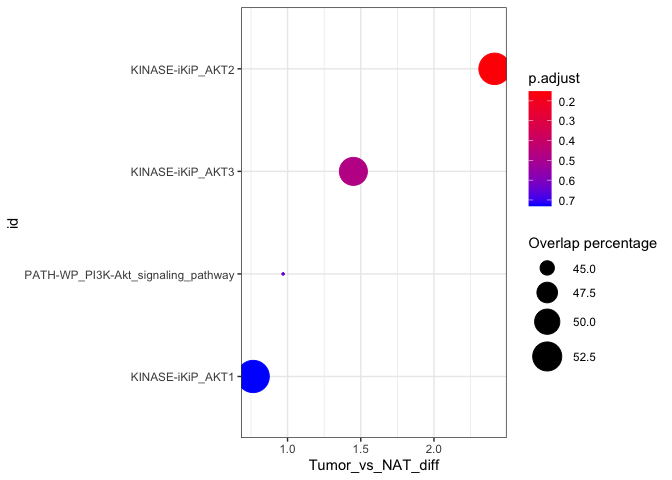 KINASE-iKiP_AKT2
KINASE-iKiP_AKT3
PATH-WP_PI3K-Akt_signaling_pathway
KINASE-iKiP_AKT1
id
1.0
1.5
2.0
Tumor_vs_NAT_diff
p.adjust
0.2
0.3
0.4
0.5
0.6
0.7
Overlap percentage
45.0
47.5
50.0
52.5